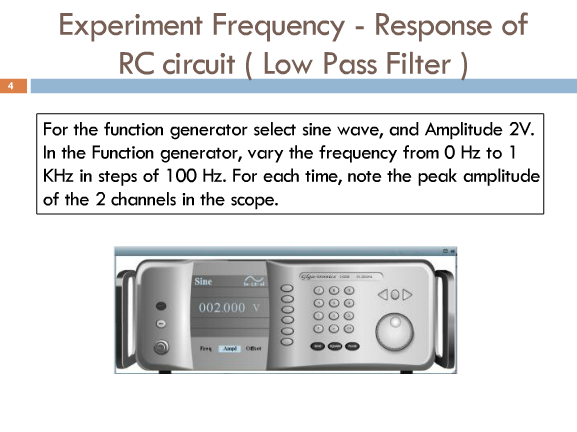 Experiment Frequency - Response of
RC circuit ( Low Pass Filter )
4
For the function generator select sine wave, and Amplitude 2V.
In the Function generator, vary the frequency from 0 Hz to 1
KHz in steps of 100 Hz. For each time, note the peak amplitude
of the 2 channels in the scope.
Sine
002.000 V
Freq Ampl Offset